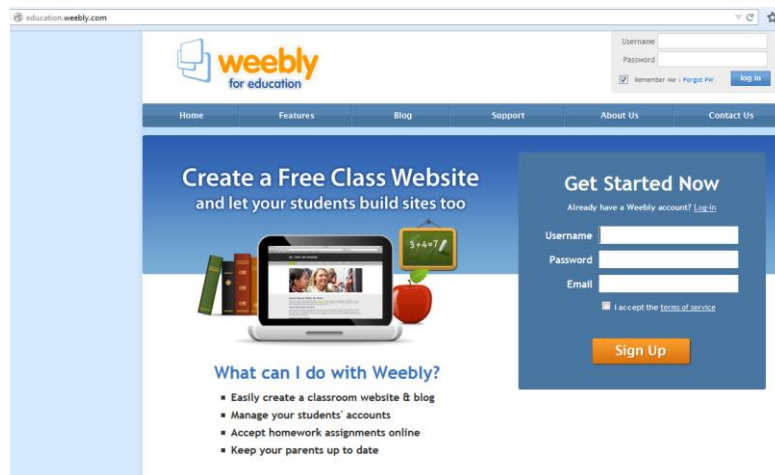 education.weebly.com
Username
Password
Remember Me | Forgot PW
log in
weebly
for education
Home Features Blog Support About Us Contact Us
Create a Free Class Website
and let your students build sites too
3+4=7
Get Started Now
Already have a Weebly account? Log-in
Username
Password
Email
I accept the terms of service
Sign Up
What can I do with Weebly?
Easily create a classroom website & blog
Manage your students' accounts
Accept homework assignments online
Keep your parents up to date